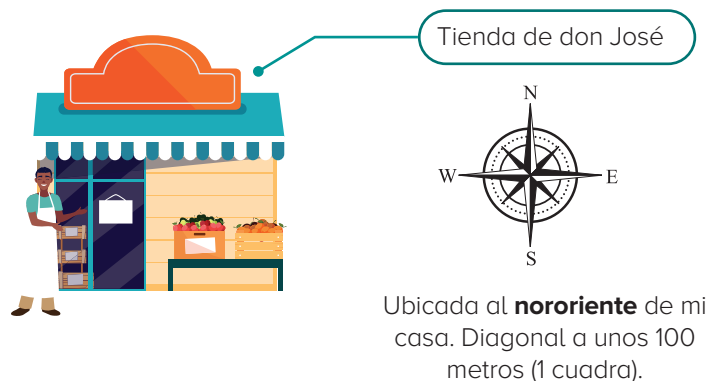 Tienda de don José
N
W E
S
Ubicada al nororiente de mi
casa. Diagonal a unos 100
metros (1 cuadra).